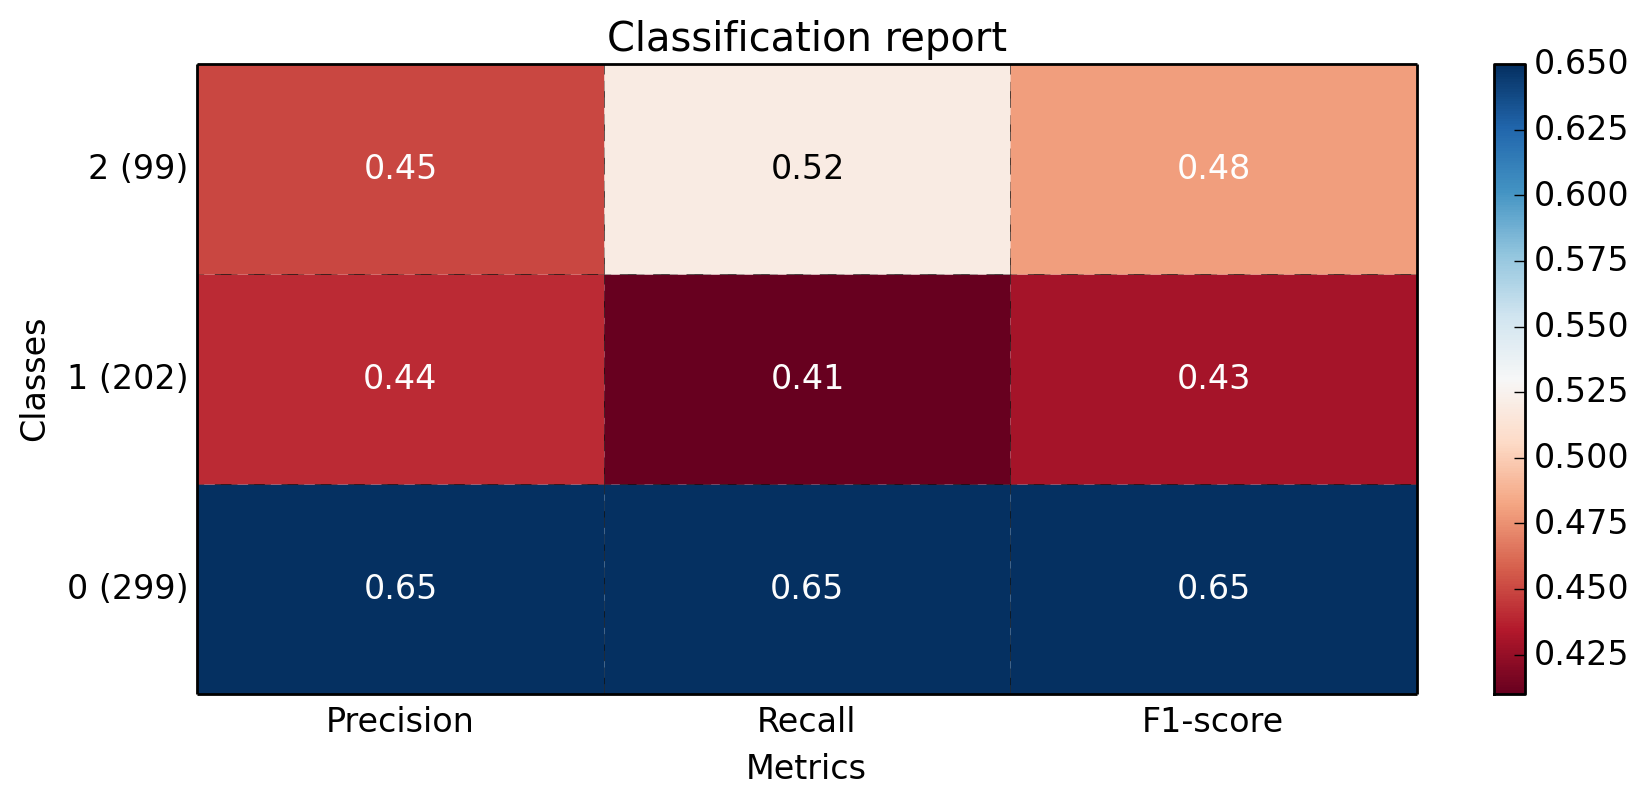 Classification report
2 (99) 0.45 0.52 0.48
1 (202) 0.44 0.41 0.43
0 (299) 0.65 0.65 0.65
Precision Recall F1-score
Metrics
Classes
0.650
0.625
0.600
0.575
0.550
0.525
0.500
0.475
0.450
0.425